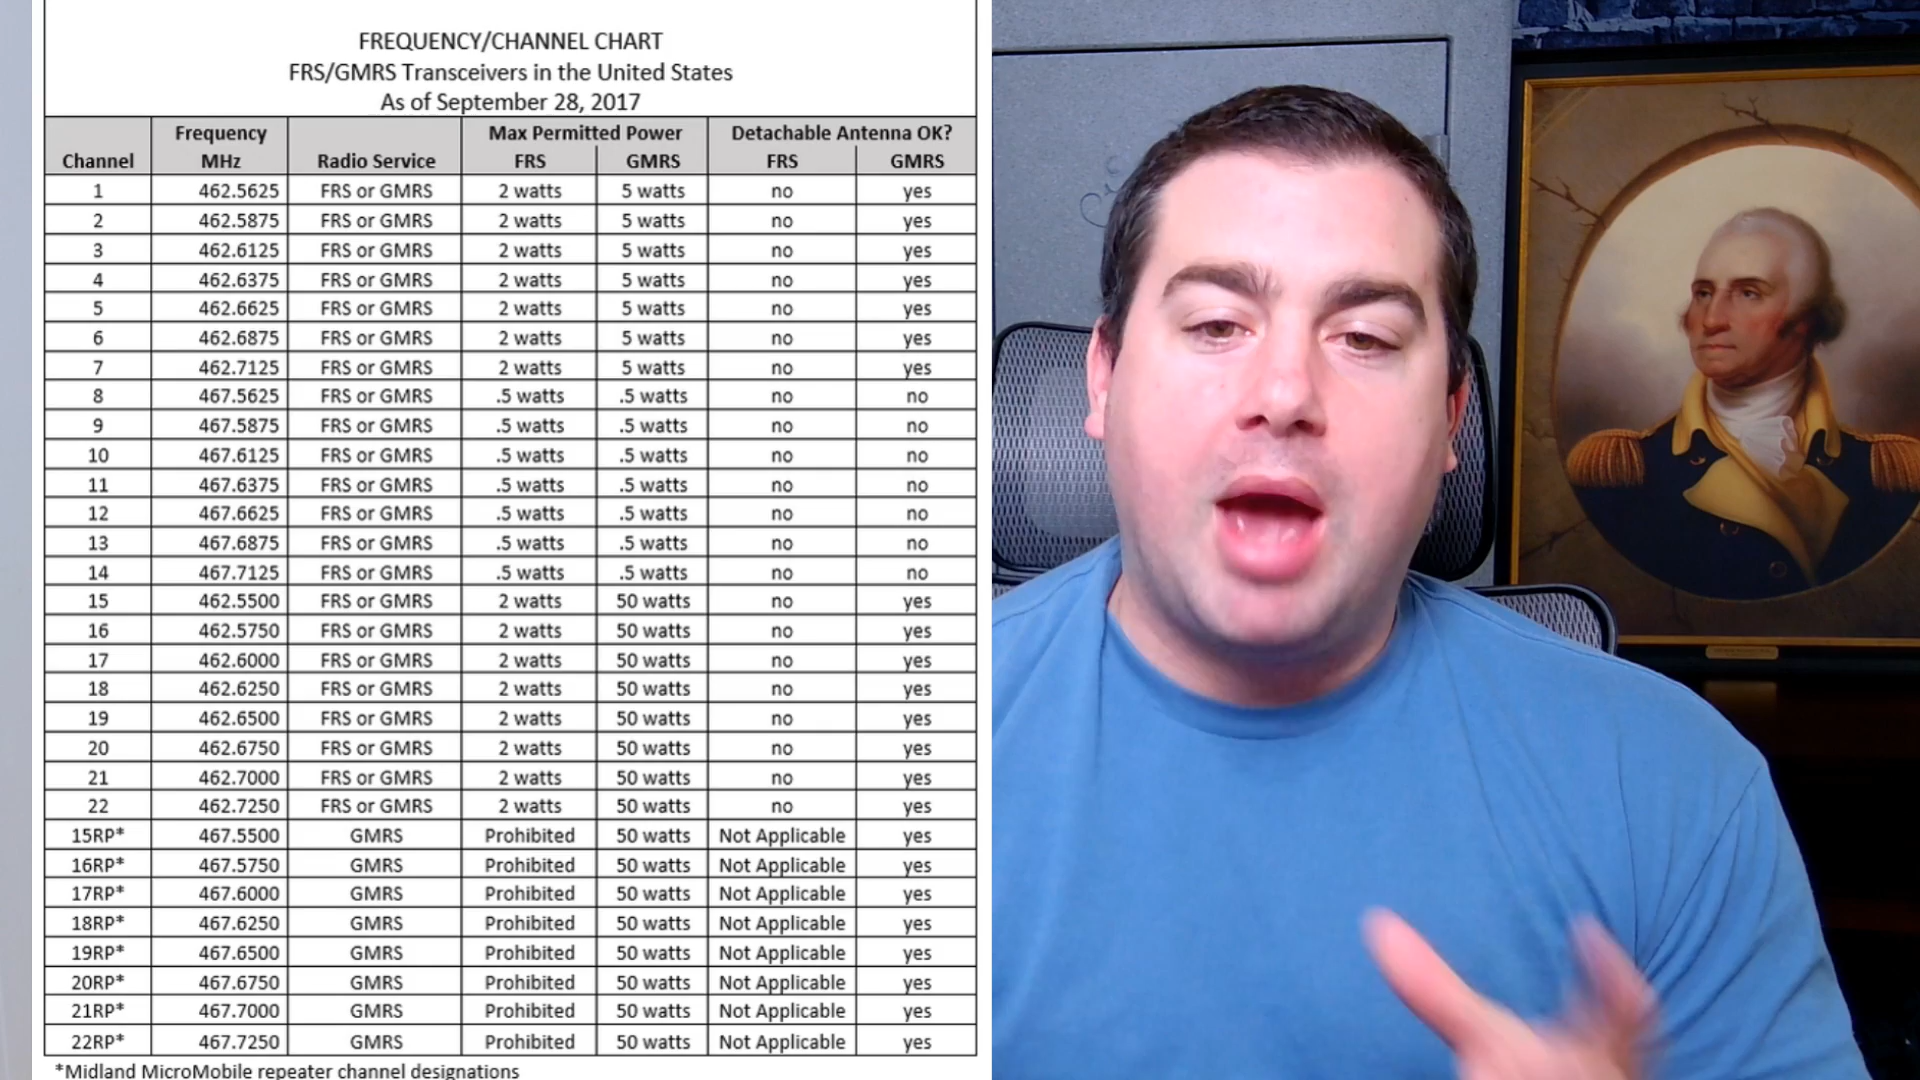 FREQUENCY/CHANNEL CHART
FRS/GMRS Transceivers in the United States
As of September 28, 2017
Channel Frequency MHz Radio Service Max Permitted Power FRS GMRS Detachable Antenna OK? FRS GMRS
1 462.5625 FRS or GMRS 2 watts 5 watts no yes
2 462.5875 FRS or GMRS 2 watts 5 watts no yes
3 462.6125 FRS or GMRS 2 watts 5 watts no yes
4 462.6375 FRS or GMRS 2 watts 5 watts no yes
5 462.6625 FRS or GMRS 2 watts 5 watts no yes
6 462.6875 FRS or GMRS 2 watts 5 watts no yes
7 462.7125 FRS or GMRS 2 watts 5 watts no yes
8 467.5625 FRS or GMRS .5 watts .5 watts no no
9 467.5875 FRS or GMRS .5 watts .5 watts no no
10 467.6125 FRS or GMRS .5 watts .5 watts no no
11 467.6375 FRS or GMRS .5 watts .5 watts no no
12 467.6625 FRS or GMRS .5 watts .5 watts no no
13 467.6875 FRS or GMRS .5 watts .5 watts no no
14 467.7125 FRS or GMRS .5 watts .5 watts no no
15 462.5500 FRS or GMRS 2 watts 50 watts no yes
16 462.5750 FRS or GMRS 2 watts 50 watts no yes
17 462.6000 FRS or GMRS 2 watts 50 watts no yes
18 462.6250 FRS or GMRS 2 watts 50 watts no yes
19 462.6500 FRS or GMRS 2 watts 50 watts no yes
20 462.6750 FRS or GMRS 2 watts 50 watts no yes
21 462.7000 FRS or GMRS 2 watts 50 watts no yes
22 462.7250 FRS or GMRS 2 watts 50 watts no yes
15RP* 467.5500 GMRS Prohibited 50 watts Not Applicable yes
16RP* 467.5750 GMRS Prohibited 50 watts Not Applicable yes
17RP* 467.6000 GMRS Prohibited 50 watts Not Applicable yes
18RP* 467.6250 GMRS Prohibited 50 watts Not Applicable yes
19RP* 467.6500 GMRS Prohibited 50 watts Not Applicable yes
20RP* 467.6750 GMRS Prohibited 50 watts Not Applicable yes
21RP* 467.7000 GMRS Prohibited 50 watts Not Applicable yes
22RP* 467.7250 GMRS Prohibited 50 watts Not Applicable yes
*Midland MicroMobile repeater channel designations